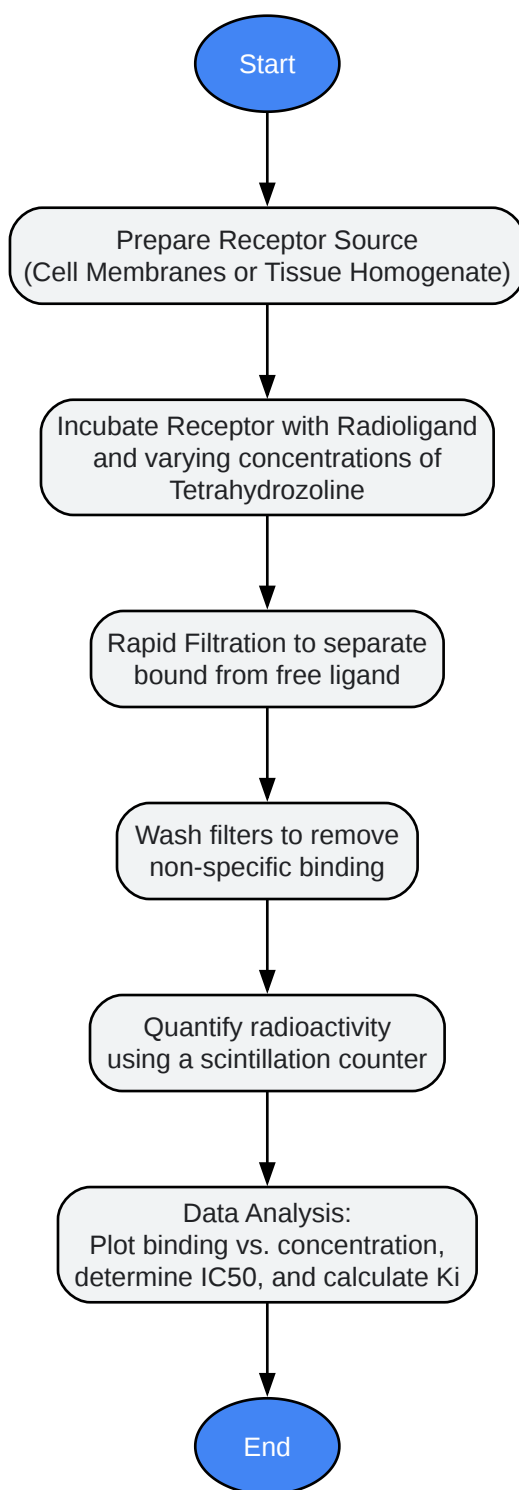 Start
Prepare Receptor Source
(Cell Membranes or Tissue Homogenate)
Incubate Receptor with Radioligand
and varying concentrations of
Tetrahydrozoline
Rapid Filtration to separate
bound from free ligand
Wash filters to remove
non-specific binding
Quantify radioactivity
using a scintillation counter
Data Analysis:
Plot binding vs. concentration,
determine IC50, and calculate Ki
End